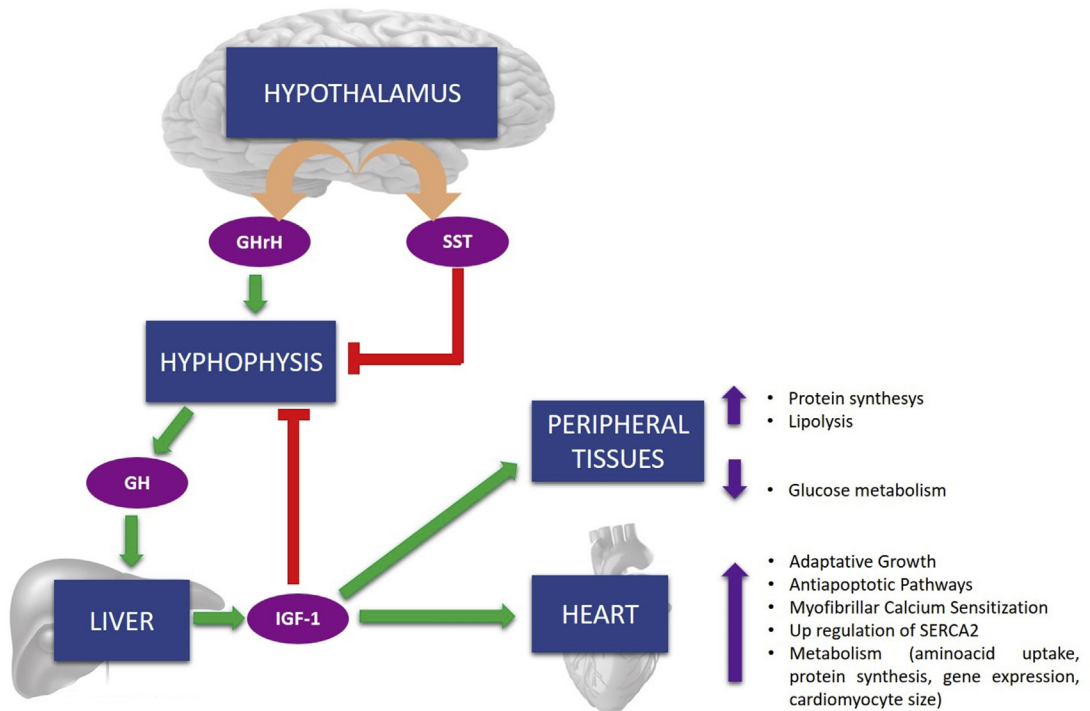 HYPOTHALAMUS
GHrH
SST
HYPHOPHYSIS
GH
LIVER
IGF-1
PERIPHERAL
TISSUES
• Protein synthesys
• Lipolysis
• Glucose metabolism
HEART
• Adaptative Growth
• Antiapoptotic Pathways
• Myofibrillar Calcium Sensitization
• Up regulation of SERCA2
• Metabolism (aminoacid uptake,
protein synthesis, gene expression,
cardiomyocyte size)